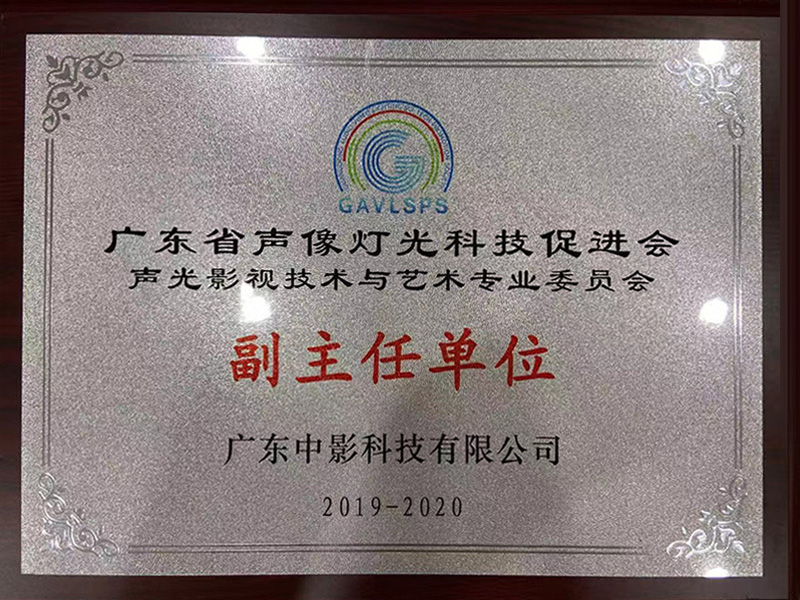 GAVLSPS
广东省声像灯光科技促进会
声光影视技术与艺术专业委员会
副主任单位
广东中影科技有限公司
2019-2020